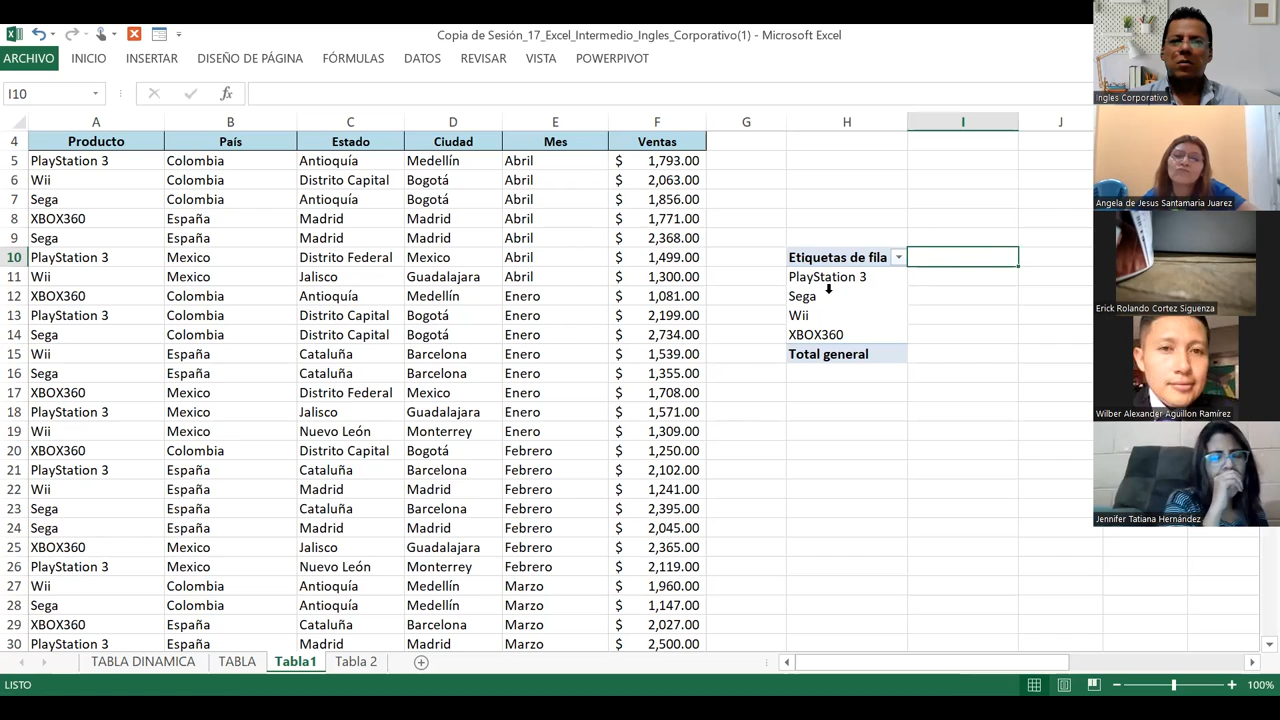 Copia de Sesión_17_Excel_Intermedio_Ingles_Corporativo(1) - Microsoft Excel
ARCHIVO INICIO INSERTAR DISEÑO DE PÁGINA FÓRMULAS DATOS REVISAR VISTA POWERPIVOT
I10 fx
A B C D E F G H I J
4 Producto País Estado Ciudad Mes Ventas
5 PlayStation 3 Colombia Antioquía Medellín Abril $ 1,793.00
6 Wii Colombia Distrito Capital Bogotá Abril $ 2,063.00
7 Sega Colombia Antioquía Bogotá Abril $ 1,856.00
8 XBOX360 España Madrid Madrid Abril $ 1,771.00
9 Sega España Madrid Madrid Abril $ 2,368.00
10 PlayStation 3 Mexico Distrito Federal Mexico Abril $ 1,499.00 Etiquetas de fila
11 Wii Mexico Jalisco Guadalajara Abril $ 1,300.00 PlayStation 3
12 XBOX360 Colombia Antioquía Medellín Enero $ 1,081.00 Sega
13 PlayStation 3 Colombia Distrito Capital Bogotá Enero $ 2,199.00 Wii
14 Sega Colombia Distrito Capital Bogotá Enero $ 2,734.00 XBOX360
15 Wii España Cataluña Barcelona Enero $ 1,539.00 Total general
16 Sega España Cataluña Barcelona Enero $ 1,355.00
17 XBOX360 Mexico Distrito Federal Mexico Enero $ 1,708.00
18 PlayStation 3 Mexico Jalisco Guadalajara Enero $ 1,571.00
19 Wii Mexico Nuevo León Monterrey Enero $ 1,309.00
20 XBOX360 Colombia Distrito Capital Bogotá Febrero $ 1,250.00
21 PlayStation 3 España Cataluña Barcelona Febrero $ 2,102.00
22 Wii España Madrid Madrid Febrero $ 1,241.00
23 Sega España Cataluña Barcelona Febrero $ 2,395.00
24 Sega España Madrid Madrid Febrero $ 2,045.00
25 XBOX360 Mexico Jalisco Guadalajara Febrero $ 2,365.00
26 PlayStation 3 Mexico Nuevo León Monterrey Febrero $ 2,119.00
27 Wii Colombia Antioquía Medellín Marzo $ 1,960.00
28 Sega Colombia Antioquía Medellín Marzo $ 1,147.00
29 XBOX360 España Cataluña Barcelona Marzo $ 2,027.00
30 PlayStation 3 España Madrid Madrid Marzo $ 2,500.00
TABLA DINAMICA TABLA Tabla1 Tabla 2
LISTO 100%
Ingles Corporativo
Angela de Jesus Santamaria Juarez
Erick Rolando Cortez Siguenza
Wilber Alexander Aguillon Ramírez
Jennifer Tatiana Hernández